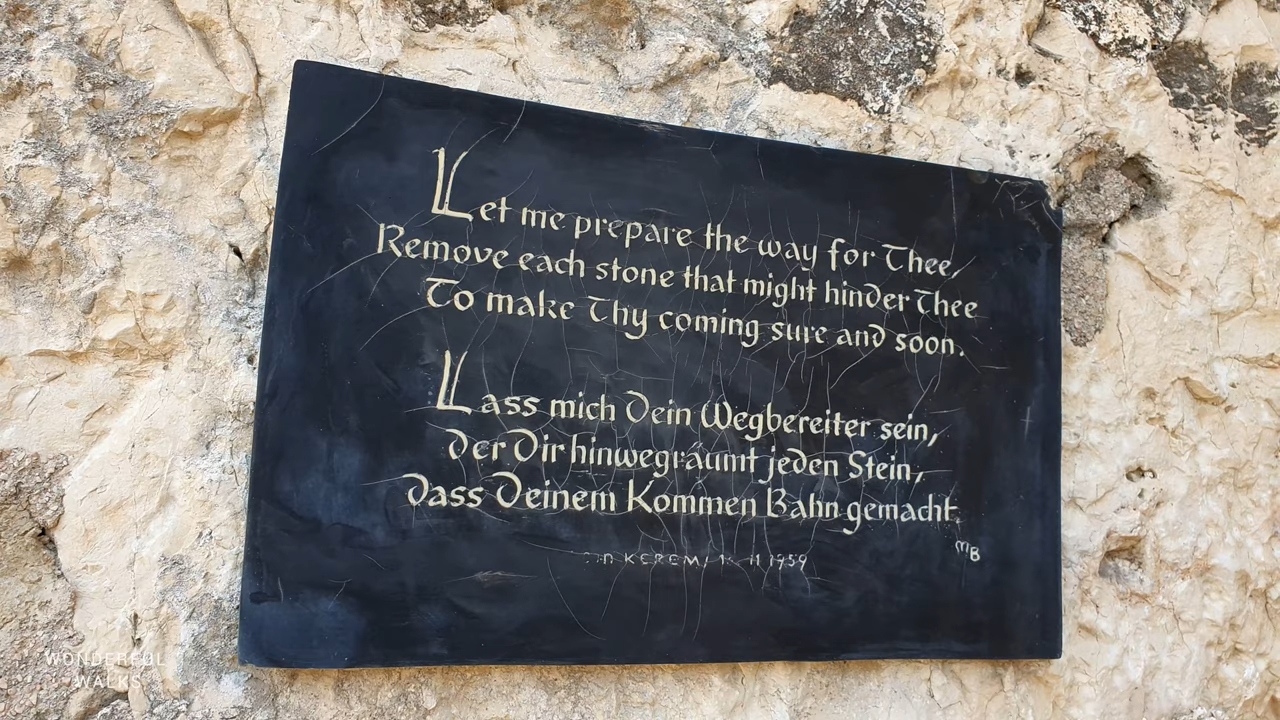 Let me prepare the way for Thee,
Remove each stone that might hinder Thee
To make Thy coming sure and soon.
Lass mich Dein Wegbereiter sein,
der Dir hinwegräumt jeden Stein,
dass Deinem Kommen Bahn gemacht.
MB
KEREM, 11 1959
WONDERFUL
WALKS